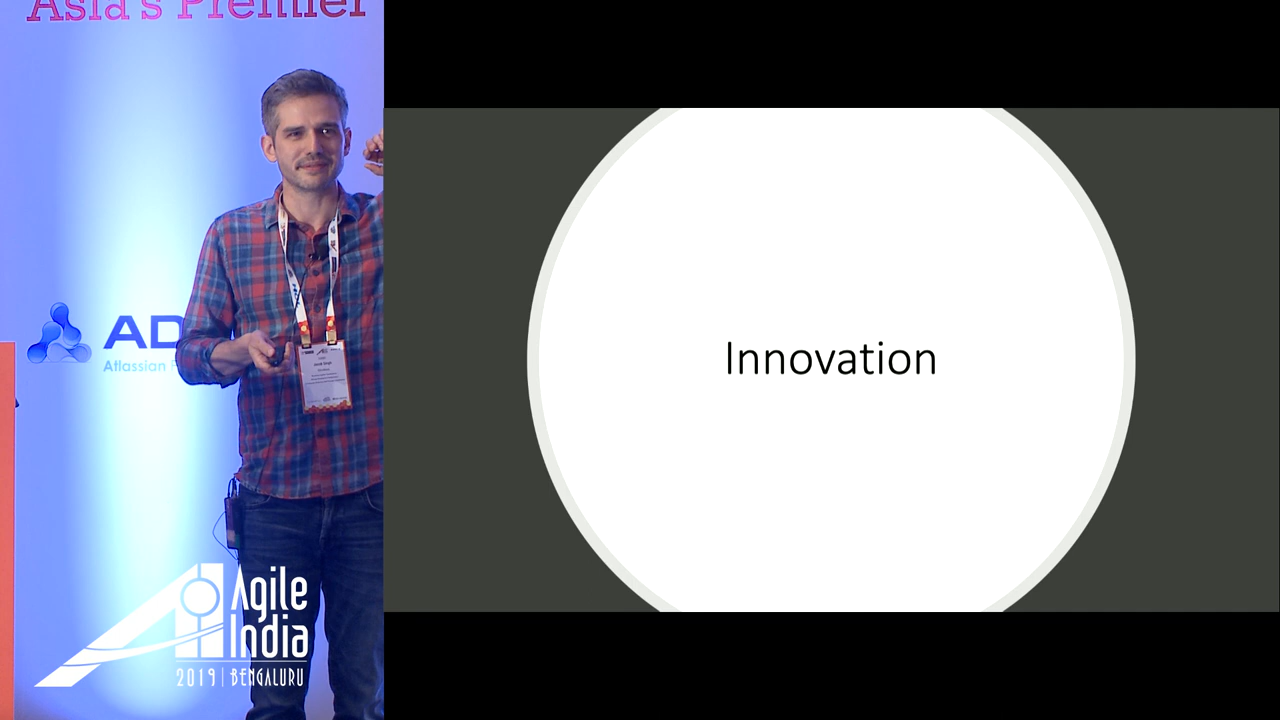 Asia's Premier
AD
Atlassian
Agile
India
2019 | BENGALURU
Innovation